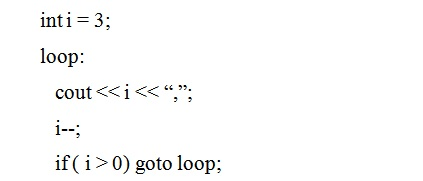 int i = 3;
loop:
cout << i << “,”;
i--;
if ( i > 0) goto loop;